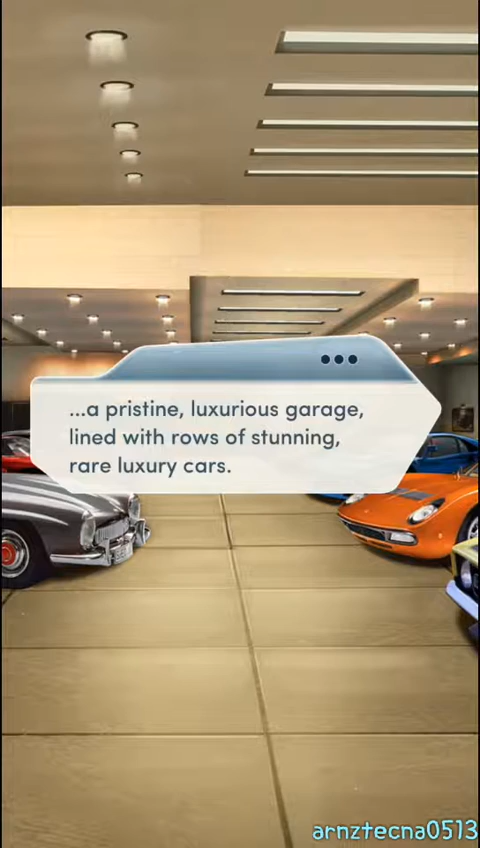 ...a pristine, luxurious garage,
lined with rows of stunning,
rare luxury cars.
arnztecna0513